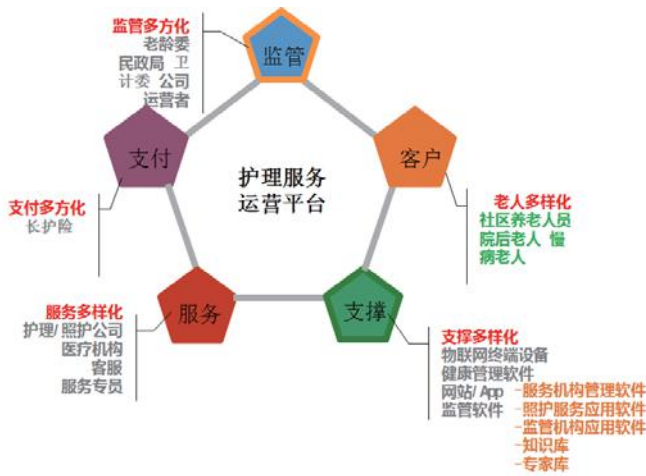 监管多方化
老龄委
民政局 卫
计委 公司
运营者
监管
支付
客户
护理服务
运营平台
支付多方化
长护险
老人多样化
社区养老人员
院后老人 慢
病老人
服务
支撑
服务多样化
护理/照护公司
医疗机构
客服
服务专员
支撑多样化
物联网终端设备
健康管理软件
网站/App
监管软件
-服务机构管理软件
-照护服务应用软件
-监管机构应用软件
-知识库
-专家库